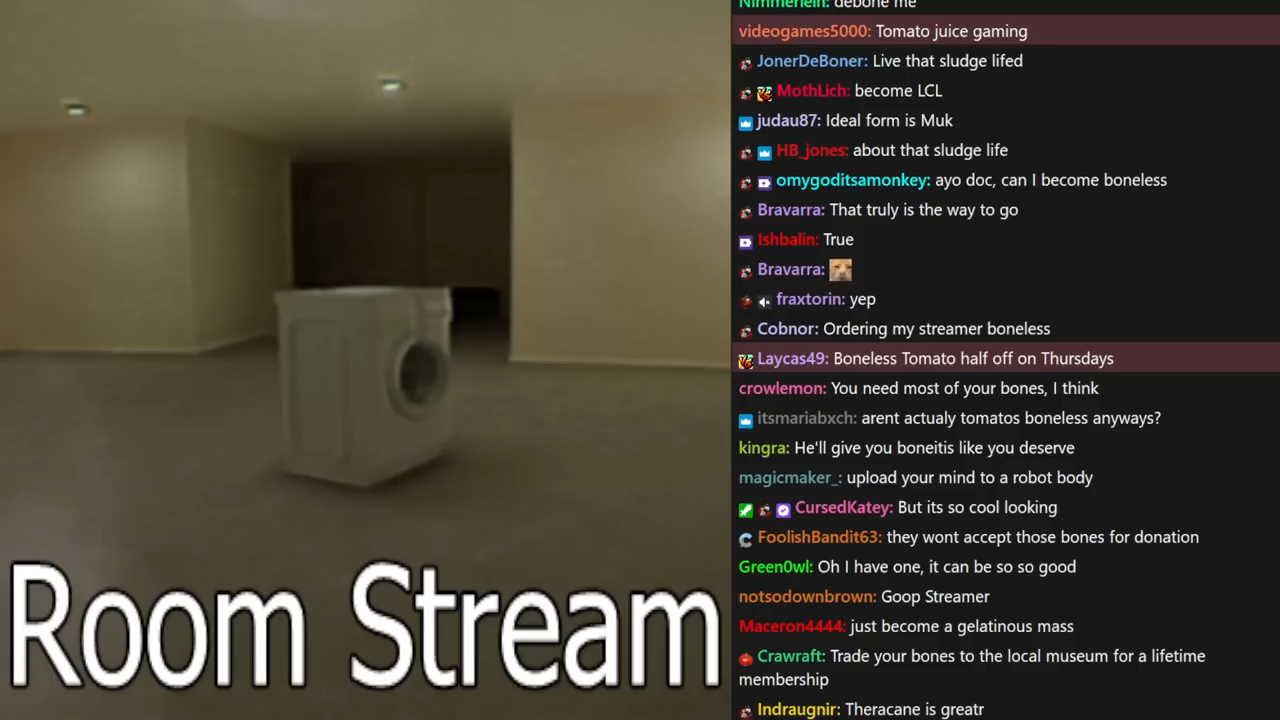 Nimmerlein: debone me
videogames5000: Tomato juice gaming
JonerDeBoner: Live that sludge lifed
MothLich: become LCL
judau87: Ideal form is Muk
HB_jones: about that sludge life
omygoditsamonkey: ayo doc, can I become boneless
Bravarra: That truly is the way to go
Ishbalin: True
Bravarra:
fraxtorin: yep
Cobnor: Ordering my streamer boneless
Laycas49: Boneless Tomato half off on Thursdays
crowlemon: You need most of your bones, I think
itsmariabxch: arent actualy tomatos boneless anyways?
kingra: He'll give you boneitis like you deserve
magicmaker_: upload your mind to a robot body
CursedKatey: But its so cool looking
FoolishBandit63: they wont accept those bones for donation
Green0wl: Oh I have one, it can be so so good
notsodownbrown: Goop Streamer
Maceron4444: just become a gelatinous mass
Crawraft: Trade your bones to the local museum for a lifetime
membership
Indraugnir: Theracane is greatr
Room Stream